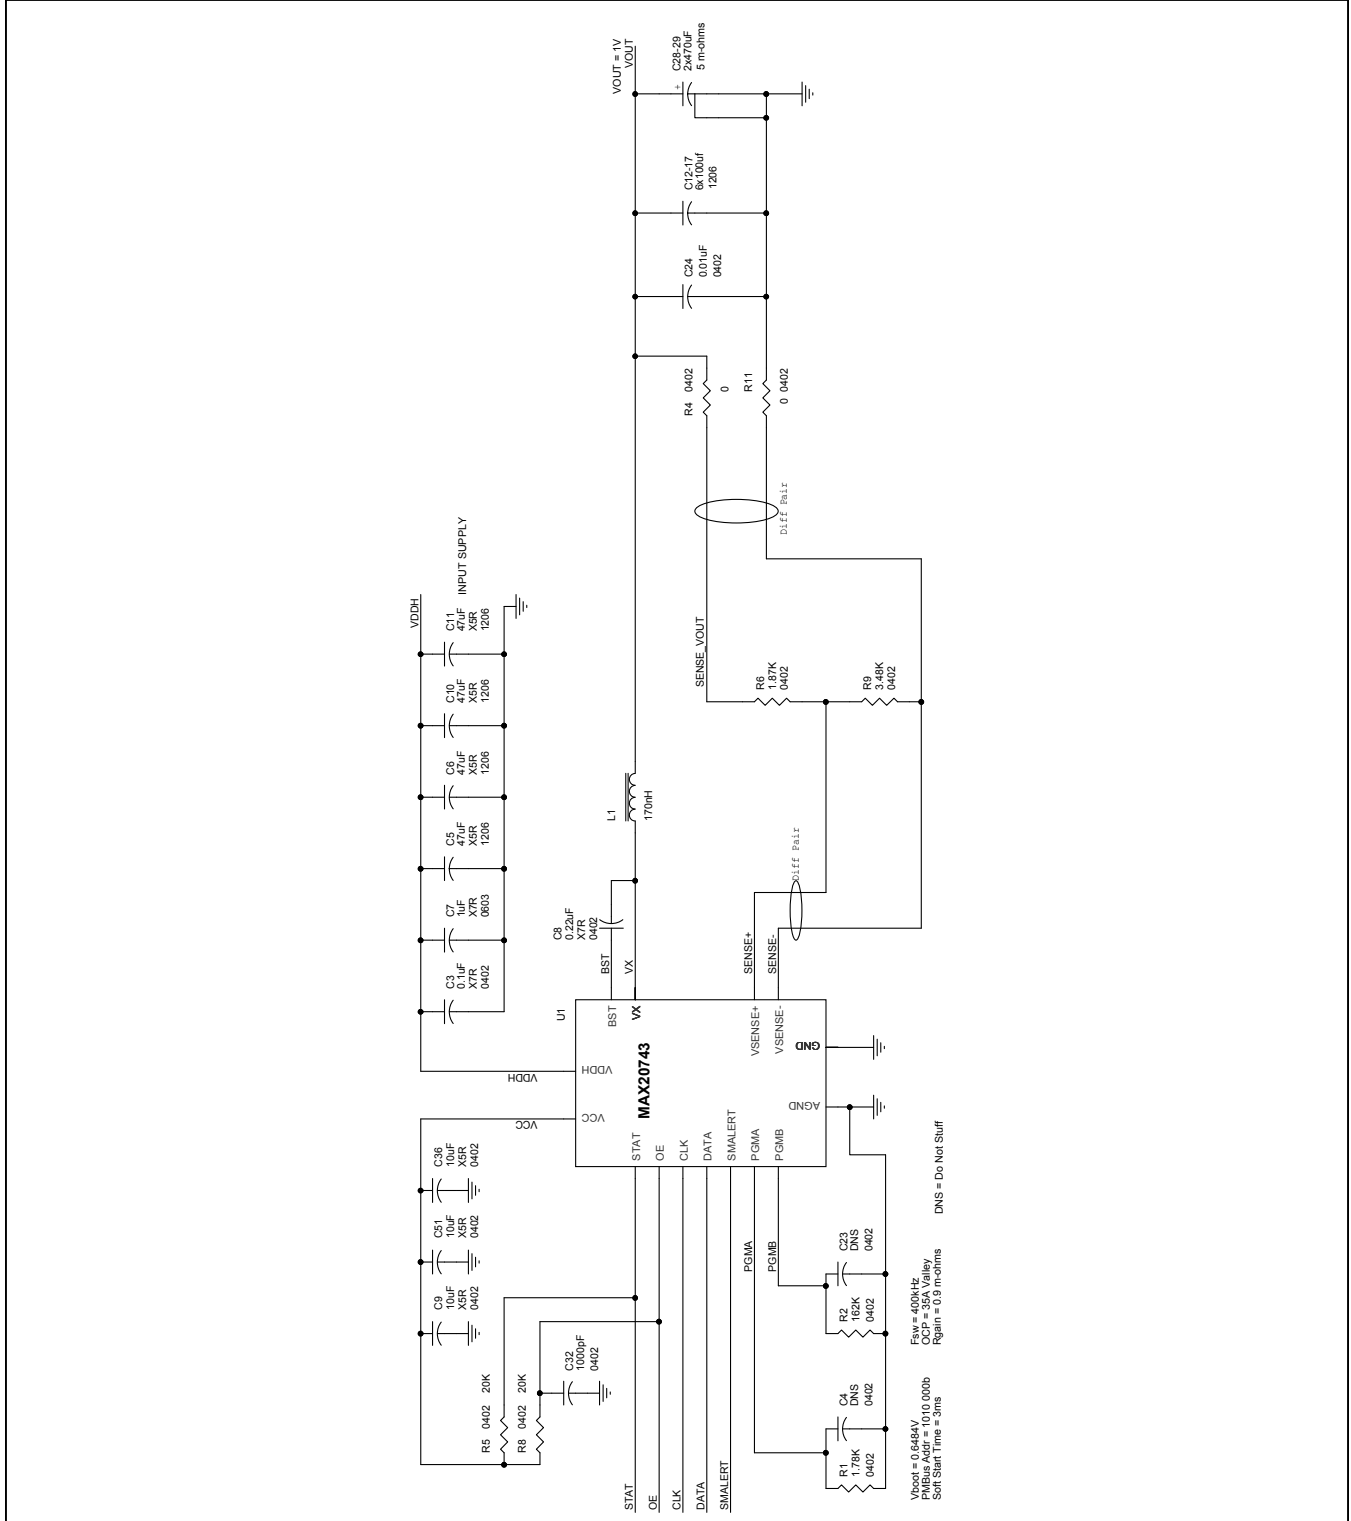 VOUT = 1V
VOUT
C28-29
2x470uF
5 m-ohms
+
C12-17
6x100uf
1206
C24
0.01uF
0402
R4 0402
0
R11
0 0402
Diff Pair
INPUT SUPPLY
VDDH
C11
47uF
X5R
1206
C10
47uF
X5R
1206
C6
47uF
X5R
1206
C5
47uF
X5R
1206
C7
1uF
X7R
0603
C3
0.1uF
X7R
0402
SENSE_VOUT
R6
1.87K
0402
R9
3.48K
0402
L1
170nH
Diff Pair
C8
0.22uF
X7R
0402
BST
VX
SENSE+
SENSE-
U1
MAX20743
BST
VX
VSENSE+
VSENSE-
GND
AGND
VDDH
VCC
STAT
OE
CLK
DATA
SMALERT
PGMA
PGMB
VDDH
VCC
C36
10uF
X5R
0402
C51
10uF
X5R
0402
C9
10uF
X5R
0402
R5 0402 20K
R8 0402 20K
C32
1000pF
0402
PGMA
PGMB
C23
DNS
0402
R2
162K
0402
C4
DNS
0402
R1
1.78K
0402
STAT
OE
CLK
DATA
SMALERT
Vboot = 0.6484V
PMBus Addr = 1010 000b
Soft Start Time = 3ms
Fsw = 400kHz
OCP = 35A Valley
Rgain = 0.9 m-ohms
DNS = Do Not Stuff